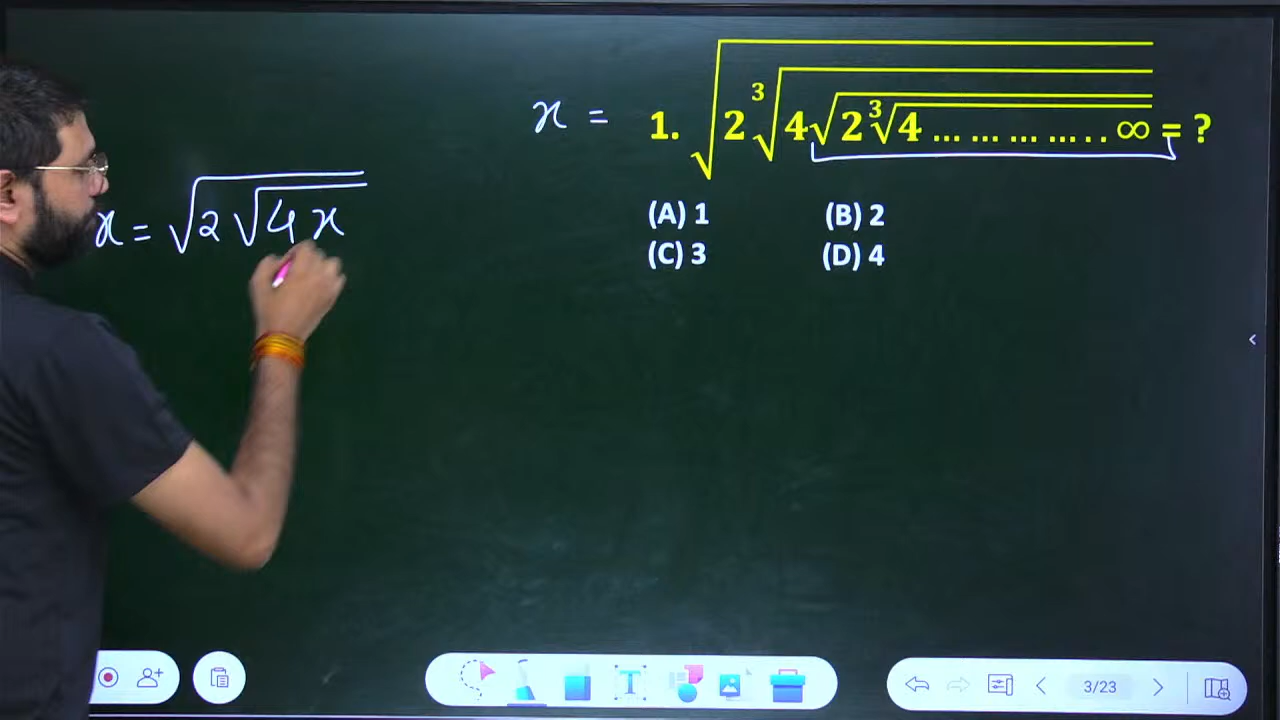 x = 1. √2 ∛4 √2 ∛4 ... ... ... ... . . ∞ = ?
x = √2 √4 x
(A) 1 (B) 2
(C) 3 (D) 4
3/23